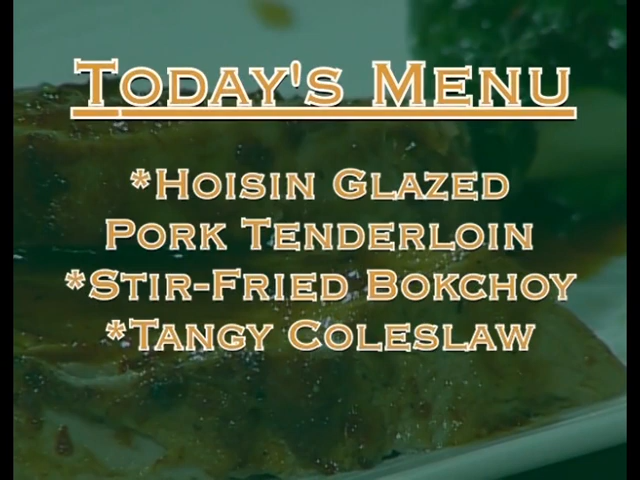 Today's Menu
*Hoisin Glazed
Pork Tenderloin
*Stir-Fried Bokchoy
*Tangy Coleslaw